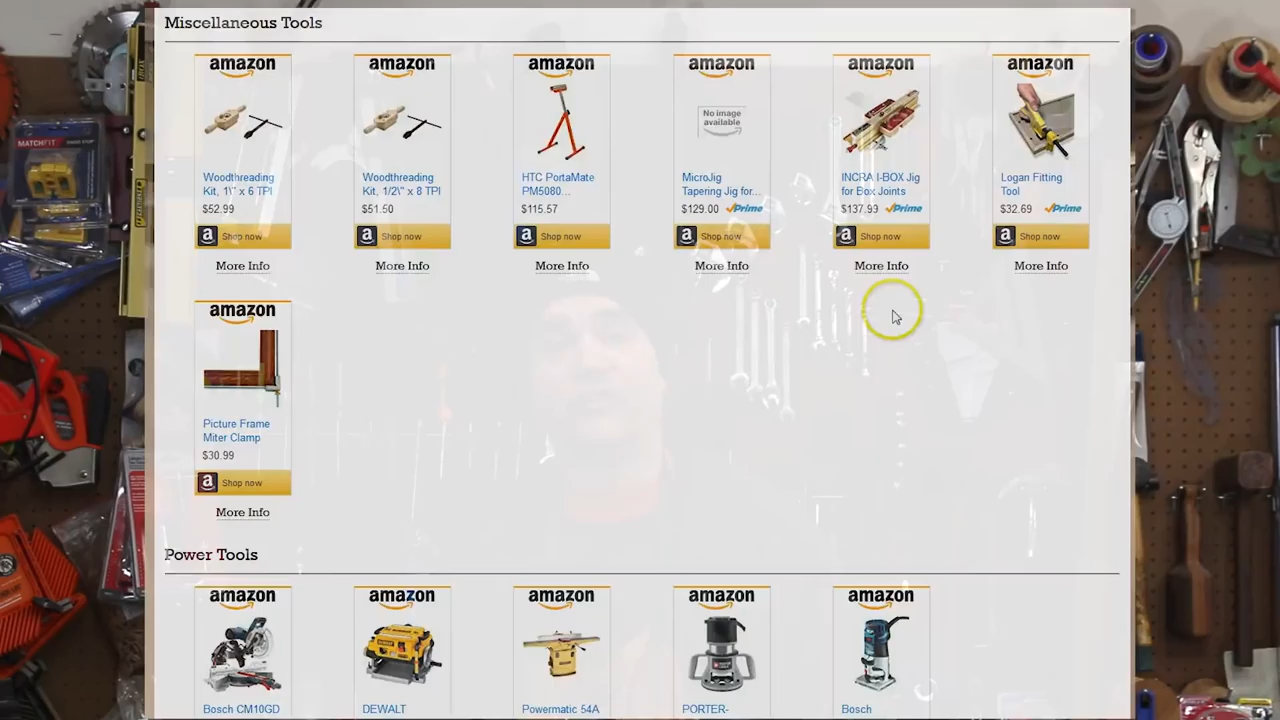 Miscellaneous Tools
amazon
Woodthreading
Kit, 1\" x 6 TPI
$52.99
Shop now
More Info
amazon
Woodthreading
Kit, 1/2\" x 8 TPI
$51.50
Shop now
More Info
amazon
HTC PortaMate
PM5080...
$115.57
Shop now
More Info
amazon
No image
available
MicroJig
Tapering Jig for...
$129.00 Prime
Shop now
More Info
amazon
INCRA I-BOX Jig
for Box Joints
$137.99 Prime
Shop now
More Info
amazon
Logan Fitting
Tool
$32.69 Prime
Shop now
More Info
amazon
Picture Frame
Miter Clamp
$30.99
Shop now
More Info
Power Tools
amazon
Bosch CM10GD
amazon
DEWALT
amazon
Powermatic 54A
amazon
PORTER-
amazon
Bosch
MATCHFIT